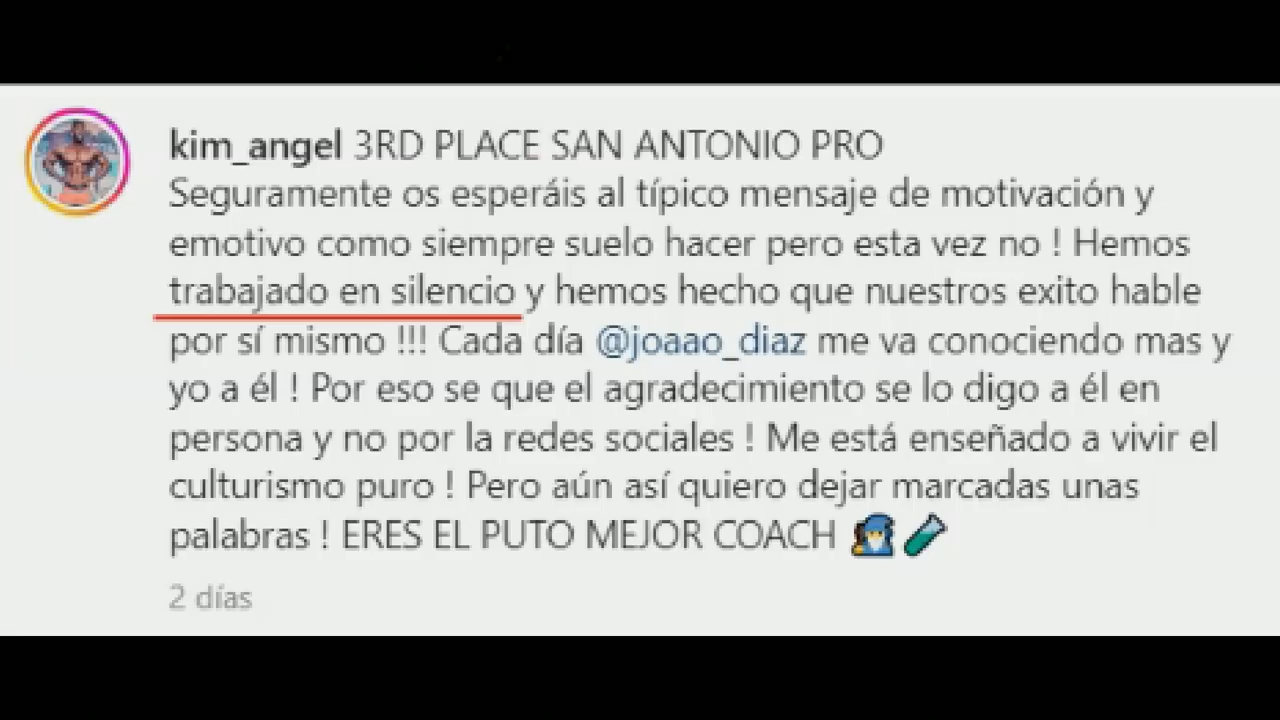 kim_angel 3RD PLACE SAN ANTONIO PRO
Seguramente os esperáis al típico mensaje de motivación y
emotivo como siempre suelo hacer pero esta vez no ! Hemos
trabajado en silencio y hemos hecho que nuestros exito hable
por sí mismo !!! Cada día @joaao_diaz me va conociendo mas y
yo a él ! Por eso se que el agradecimiento se lo digo a él en
persona y no por la redes sociales ! Me está enseñado a vivir el
culturismo puro ! Pero aún así quiero dejar marcadas unas
palabras ! ERES EL PUTO MEJOR COACH 🧙‍♂️🧪
2 días